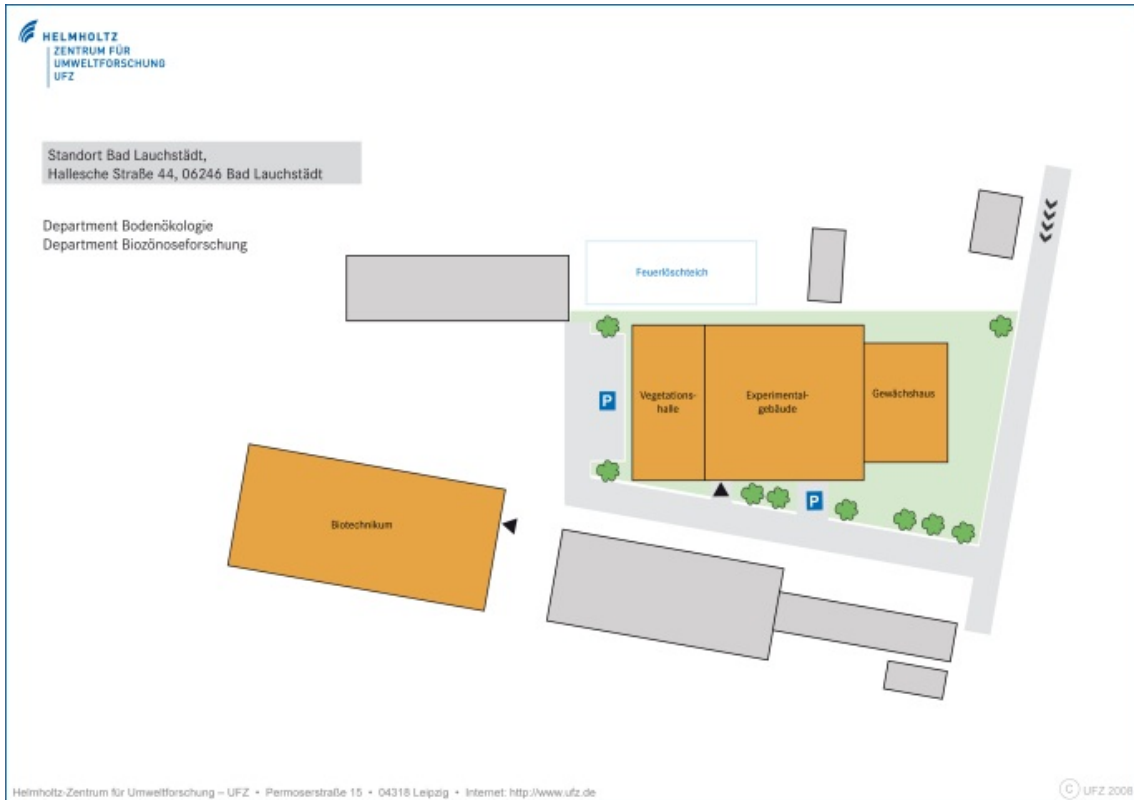 HELMHOLTZ
ZENTRUM FÜR
UMWELTFORSCHUNG
UFZ
Standort Bad Lauchstädt,
Hallesche Straße 44, 06246 Bad Lauchstädt
Department Bodenökologie
Department Biozönoseforschung
Feuerlöschteich
Vegetations-
halle
Experimental-
gebäude
Gewächshaus
P
P
Biotechnikum
Helmholtz-Zentrum für Umweltforschung – UFZ • Permoserstraße 15 • 04318 Leipzig • Internet: http://www.ufz.de
© UFZ 2008